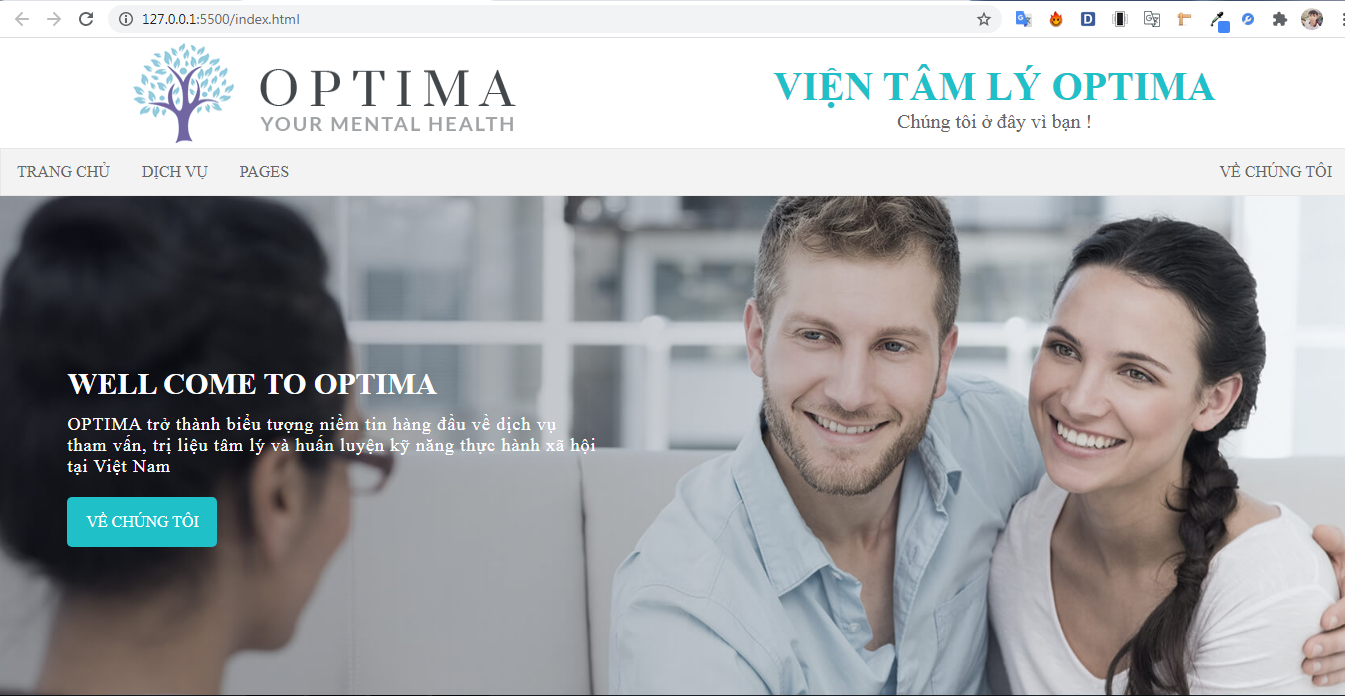 127.0.0.1:5500/index.html
OPTIMA
YOUR MENTAL HEALTH
VIỆN TÂM LÝ OPTIMA
Chúng tôi ở đây vì bạn !
TRANG CHỦ DỊCH VỤ PAGES VỀ CHÚNG TÔI
WELL COME TO OPTIMA
OPTIMA trở thành biểu tượng niềm tin hàng đầu về dịch vụ
tham vấn, trị liệu tâm lý và huấn luyện kỹ năng thực hành xã hội
tại Việt Nam
VỀ CHÚNG TÔI